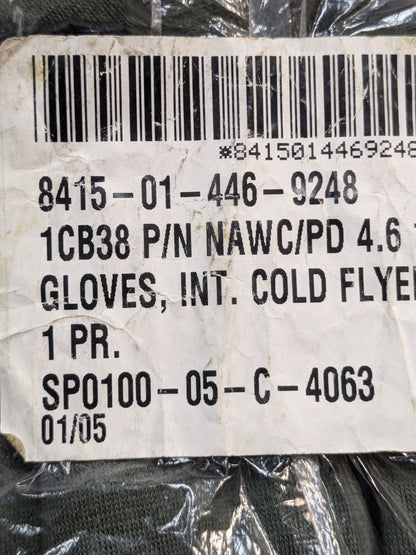 *8415014469248
8415-01-446-9248
1CB38 P/N NAWC/PD 4.6
GLOVES, INT. COLD FLYE
1 PR.
SP0100-05-C-4063
01/05